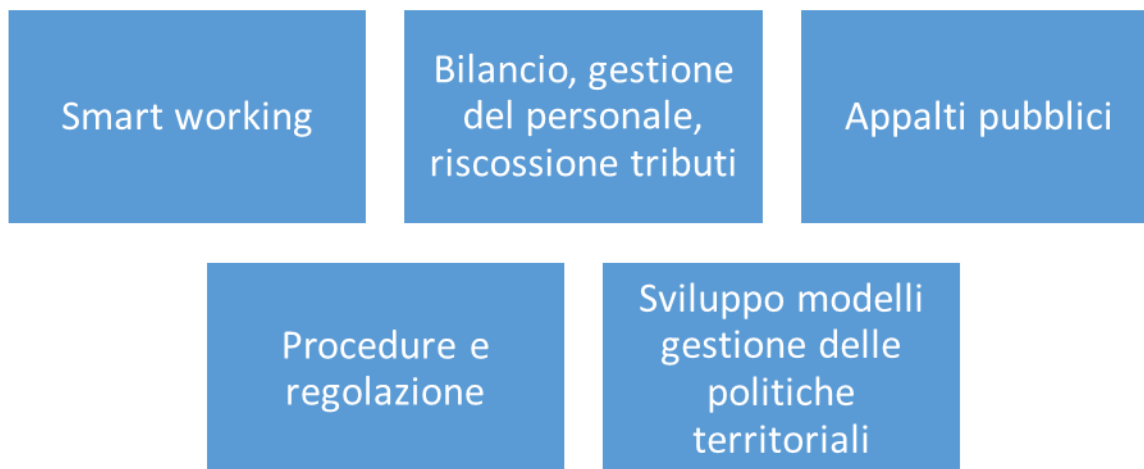 Smart working
Bilancio, gestione
del personale,
riscossione tributi
Appalti pubblici
Procedure e
regolazione
Sviluppo modelli
gestione delle
politiche
territoriali